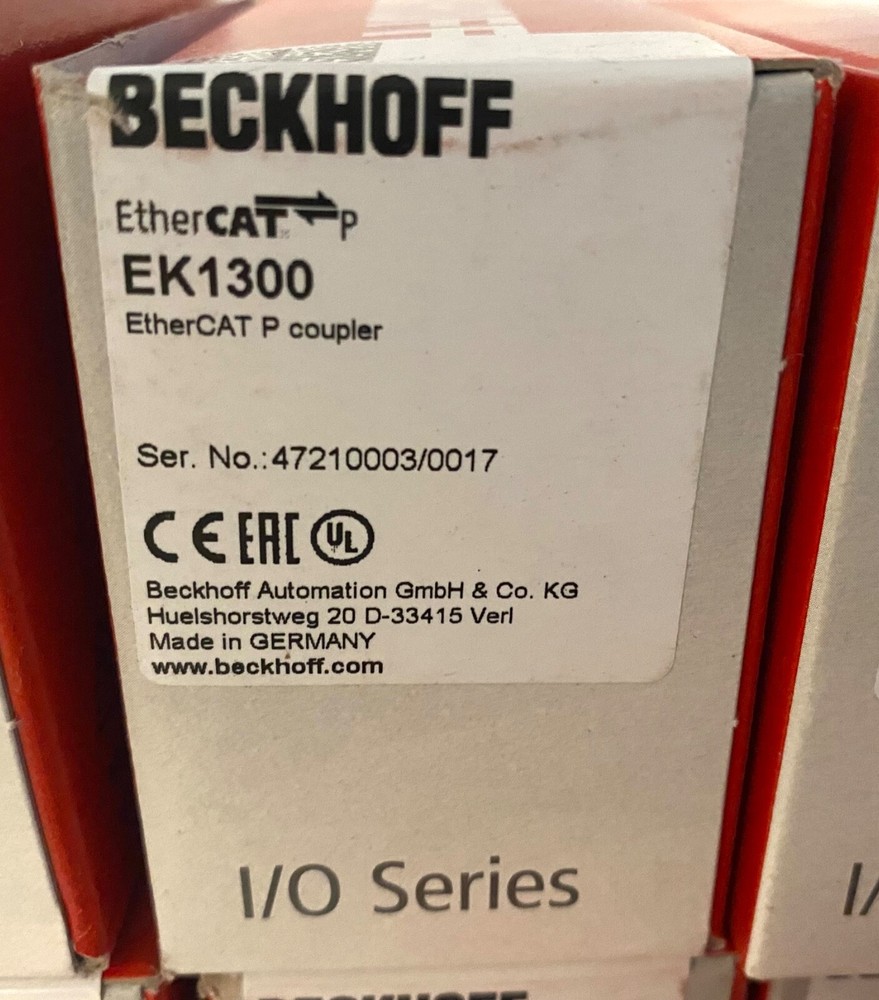 BECKHOFF
EtherCAT P
EK1300
EtherCAT P coupler
Ser. No.:47210003/0017
CE EAC UL
Beckhoff Automation GmbH & Co. KG
Huelshorstweg 20 D-33415 Verl
Made in GERMANY
www.beckhoff.com
I/O Series
I/
BECKHOFF